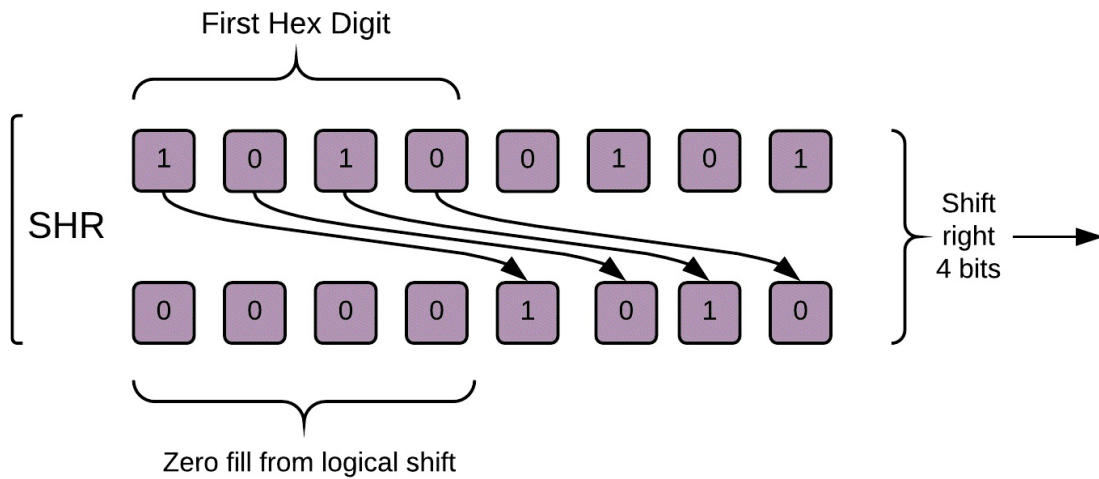 First Hex Digit
1 0 1 0 0 1 0 1
SHR
Shift
right
4 bits
0 0 0 0 1 0 1 0
Zero fill from logical shift